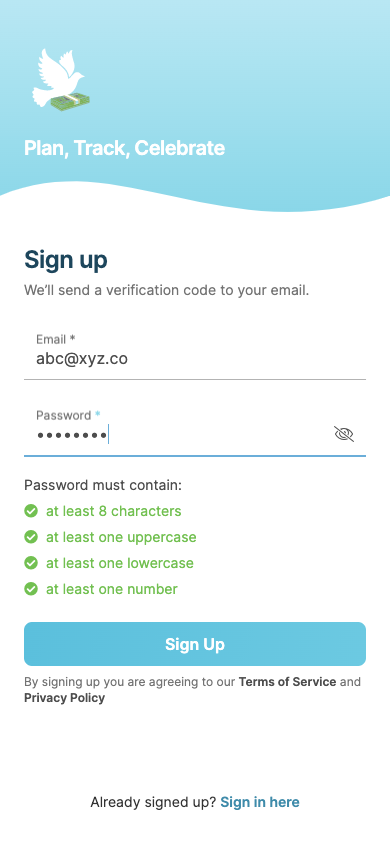 Plan, Track, Celebrate
Sign up
We'll send a verification code to your email.
Email *
abc@xyz.co
Password *
••••••••
Password must contain:
at least 8 characters
at least one uppercase
at least one lowercase
at least one number
Sign Up
By signing up you are agreeing to our Terms of Service and
Privacy Policy
Already signed up? Sign in here